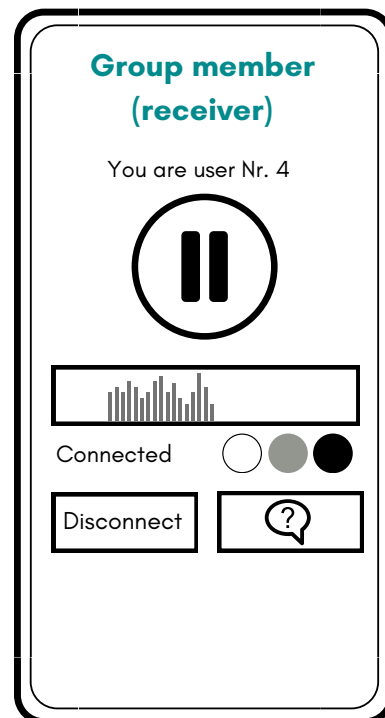 Group member
(receiver)
You are user Nr. 4
Connected
Disconnect
?